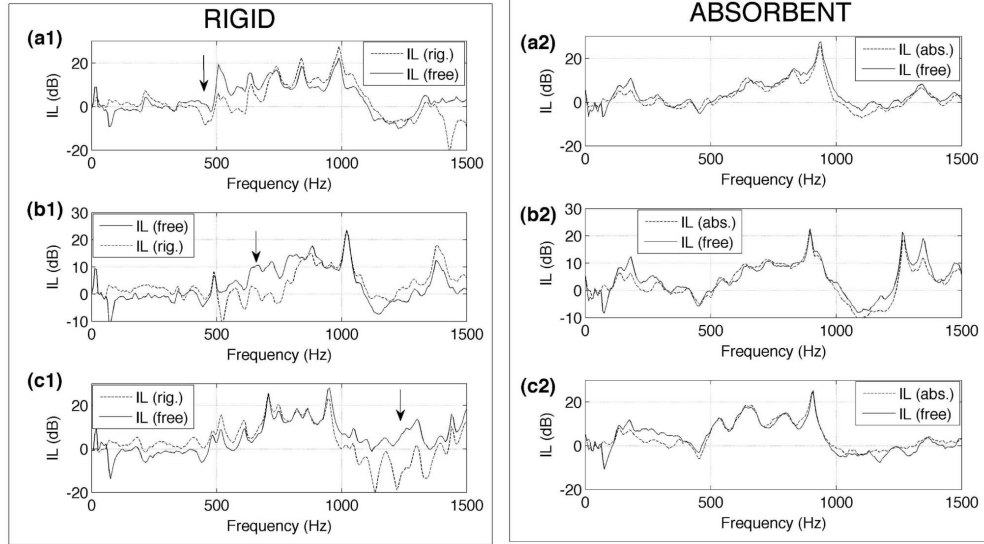 RIGID
(a1)
IL (dB)
20
0
-20
IL (rig.)
IL (free)
0 500 1000 1500
Frequency (Hz)
(b1)
IL (dB)
30
20
10
0
-10
IL (free)
IL (rig.)
0 500 1000 1500
Frequency (Hz)
(c1)
IL (dB)
20
0
-20
IL (rig.)
IL (free)
0 500 1000 1500
Frequency (Hz)
ABSORBENT
(a2)
IL (dB)
20
0
-20
IL (abs.)
IL (free)
0 500 1000 1500
Frequency (Hz)
(b2)
IL (dB)
30
20
10
0
-10
IL (abs.)
IL (free)
0 500 1000 1500
Frequency (Hz)
(c2)
IL (dB)
20
0
-20
IL (abs.)
IL (free)
0 500 1000 1500
Frequency (Hz)